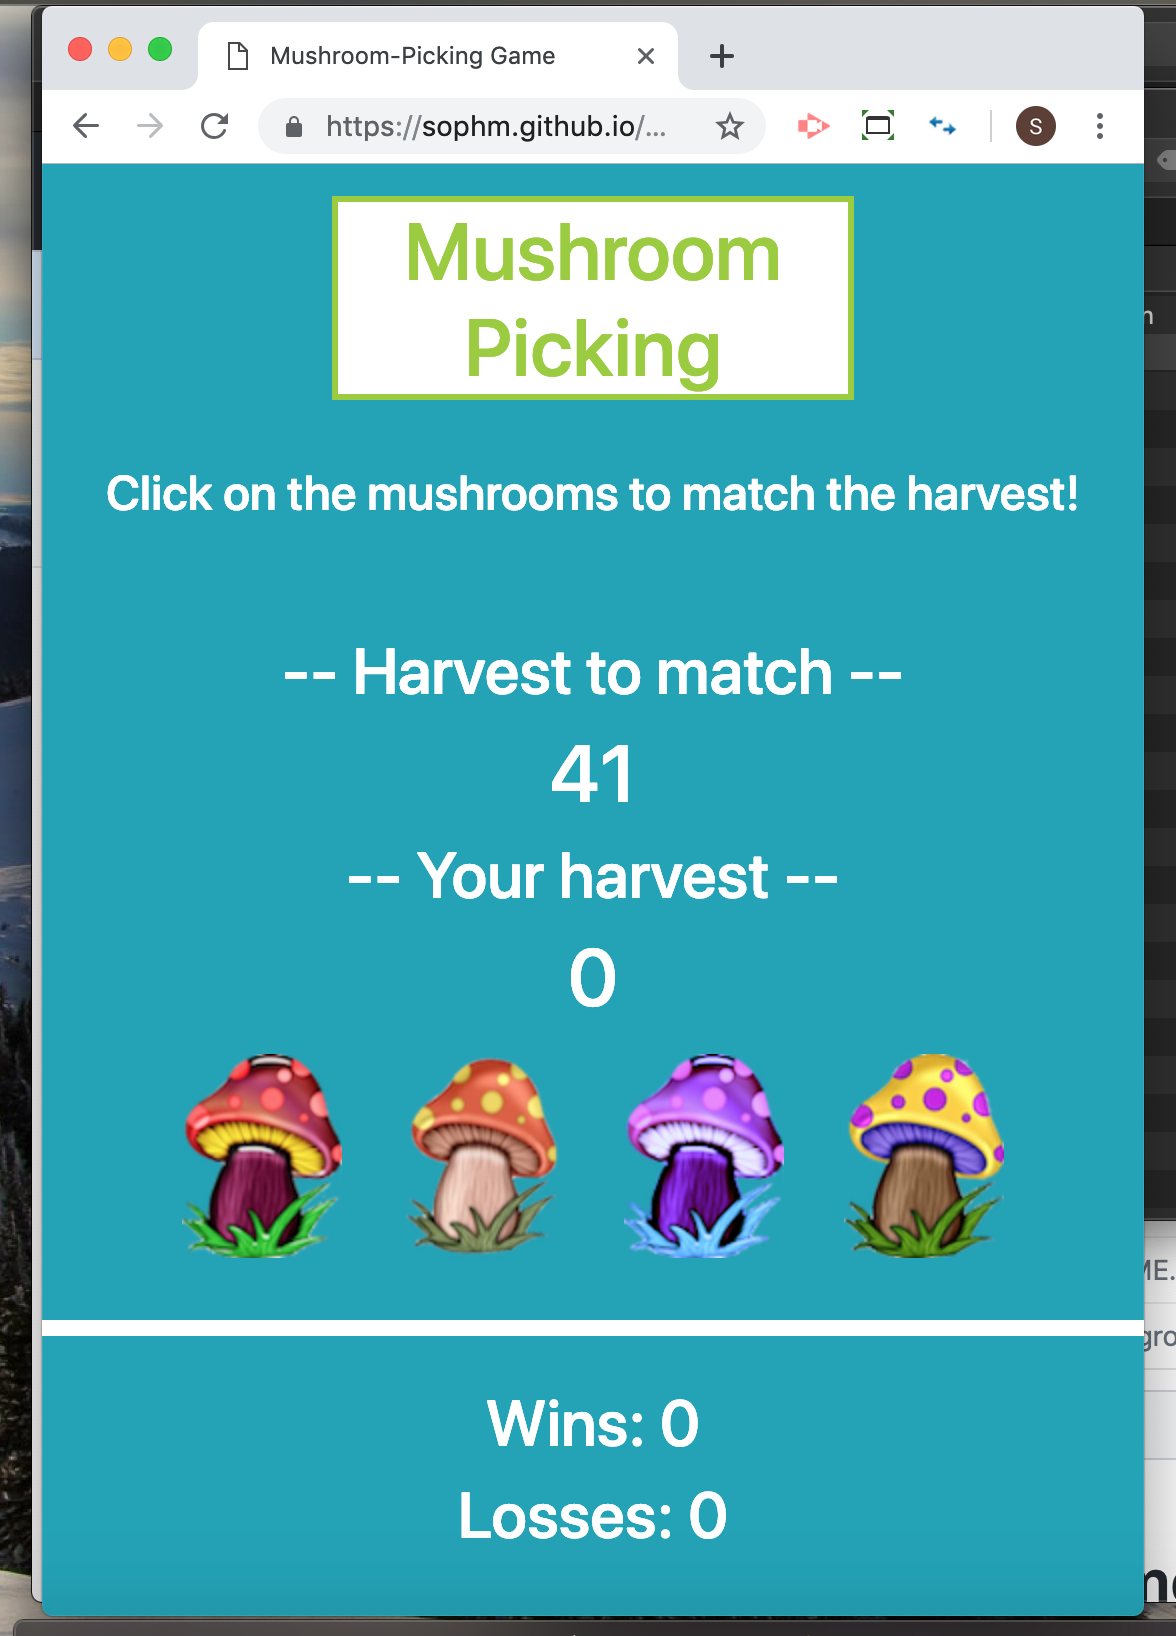 Mushroom-Picking Game
https://sophm.github.io/...
S
Mushroom
Picking
Click on the mushrooms to match the harvest!
-- Harvest to match --
41
-- Your harvest --
0
Wins: 0
Losses: 0